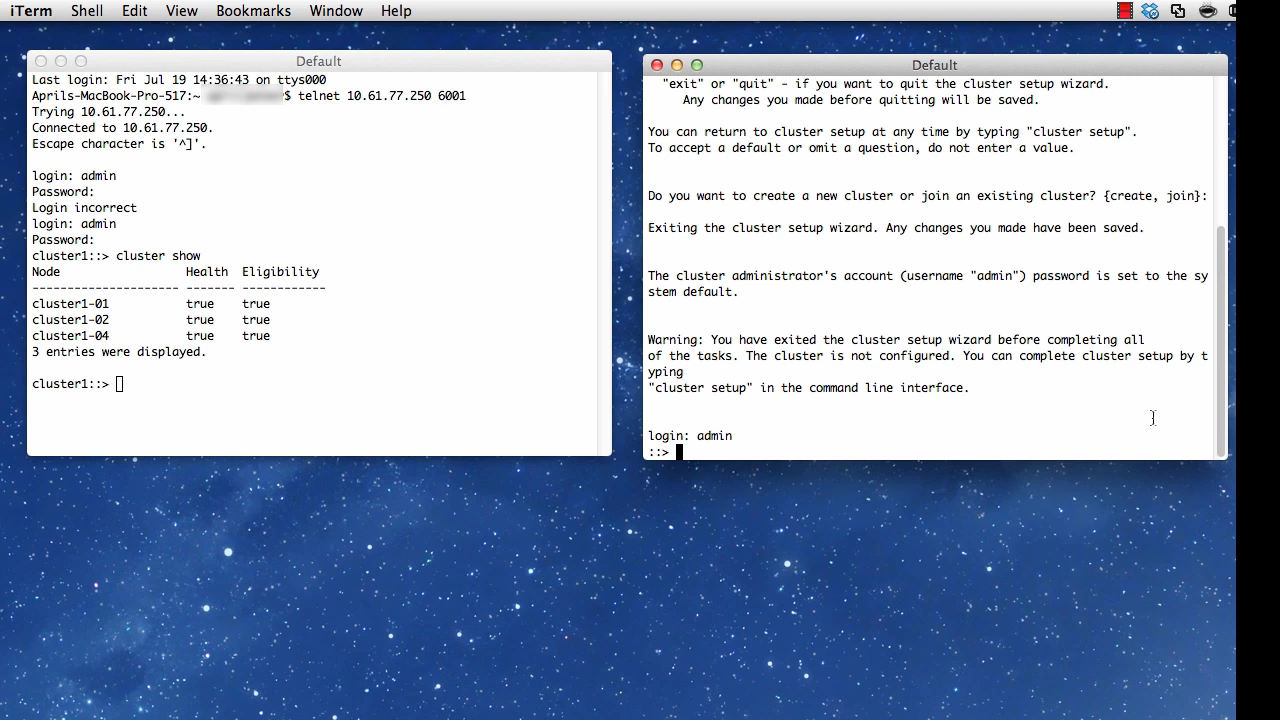 iTerm Shell Edit View Bookmarks Window Help
Default
Last login: Fri Jul 19 14:36:43 on ttys000
Aprils-MacBook-Pro-517:~ $ telnet 10.61.77.250 6001
Trying 10.61.77.250...
Connected to 10.61.77.250.
Escape character is '^]'.
login: admin
Password:
Login incorrect
login: admin
Password:
cluster1::> cluster show
Node Health Eligibility
--------------------- ------- ------------
cluster1-01 true true
cluster1-02 true true
cluster1-04 true true
3 entries were displayed.
cluster1::>
Default
"exit" or "quit" - if you want to quit the cluster setup wizard.
Any changes you made before quitting will be saved.
You can return to cluster setup at any time by typing "cluster setup".
To accept a default or omit a question, do not enter a value.
Do you want to create a new cluster or join an existing cluster? {create, join}:
Exiting the cluster setup wizard. Any changes you made have been saved.
The cluster administrator's account (username "admin") password is set to the sy
stem default.
Warning: You have exited the cluster setup wizard before completing all
of the tasks. The cluster is not configured. You can complete cluster setup by t
yping
"cluster setup" in the command line interface.
login: admin
::>